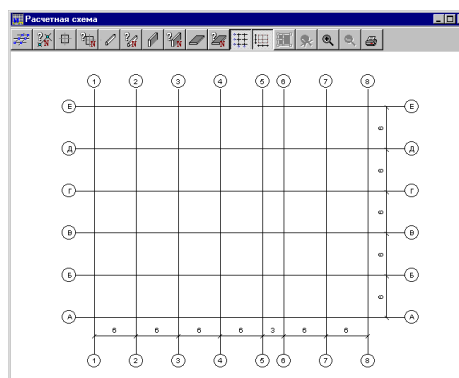 Расчетная схема
1 2 3 4 5 6 7 8
Е Е
6
Д Д
6
Г Г
6
В В
6
Б Б
6
А А
6 6 6 6 3 6 6
1 2 3 4 5 6 7 8